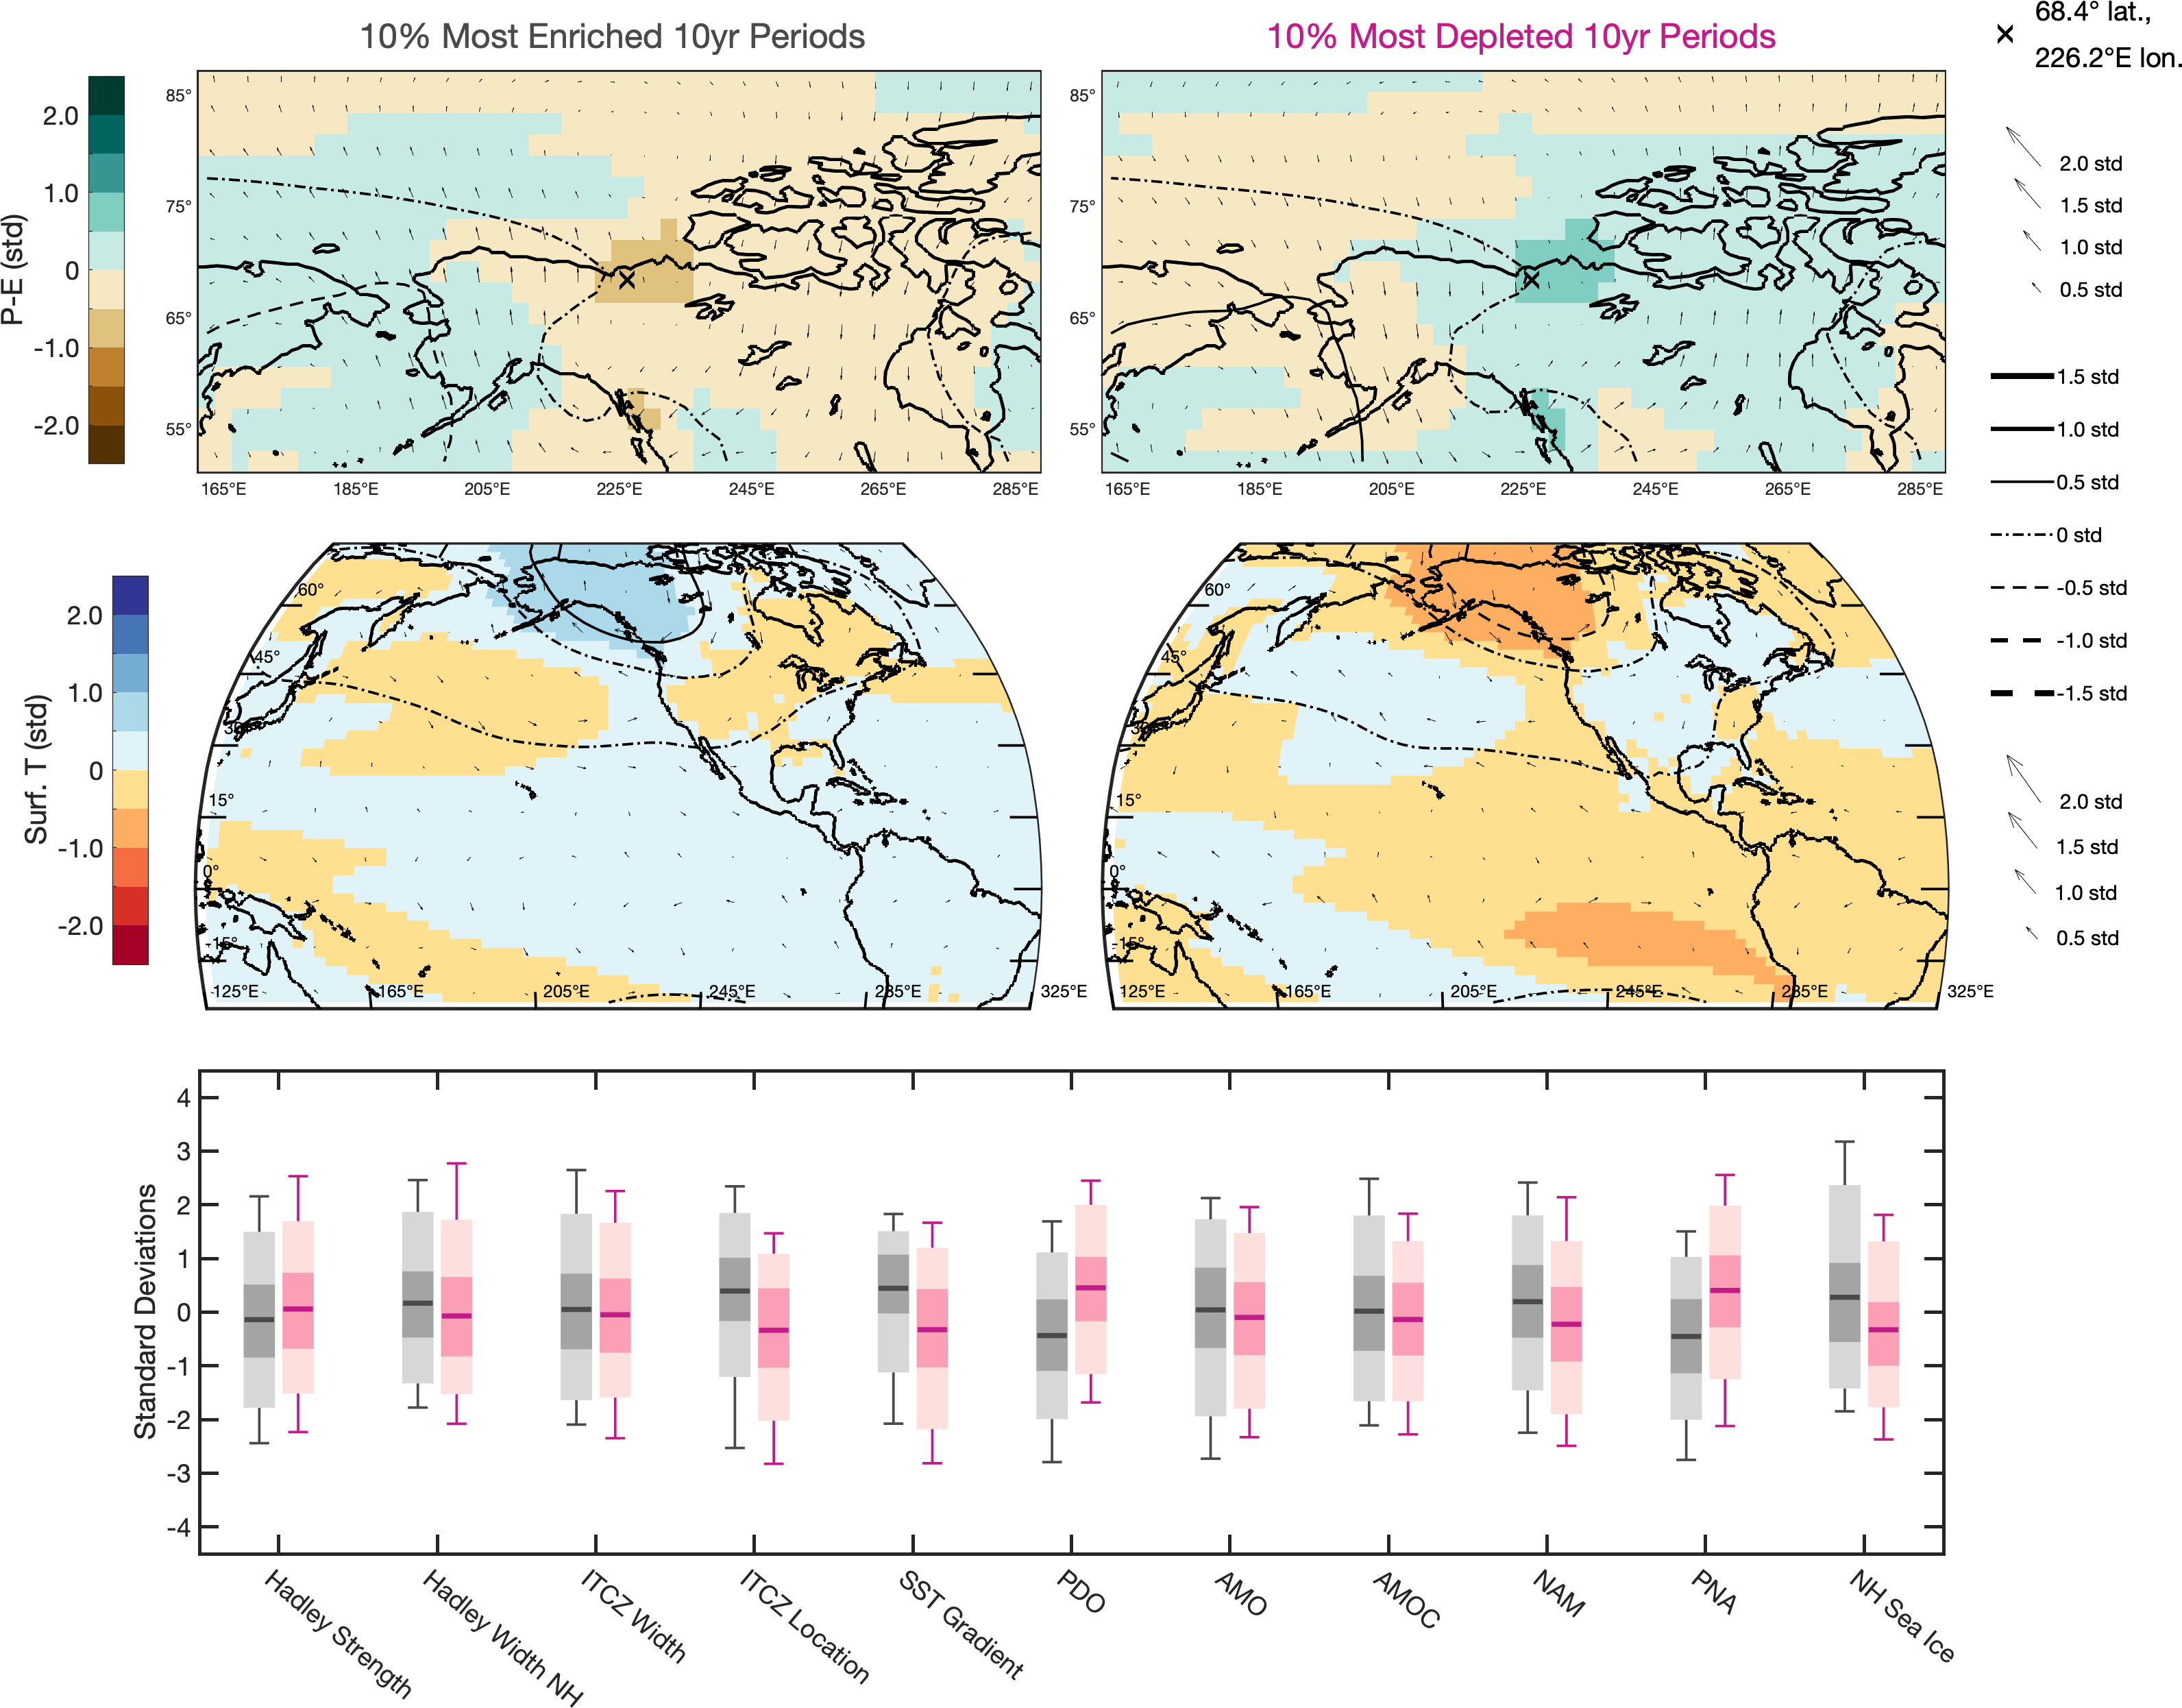 10% Most Enriched 10yr Periods
10% Most Depleted 10yr Periods
68.4° lat.,
226.2°E lon.
P-E (std)
2.0
1.0
0
-1.0
-2.0
85°
75°
65°
55°
165°E 185°E 205°E 225°E 245°E 265°E 285°E
85°
75°
65°
55°
165°E 185°E 205°E 225°E 245°E 265°E 285°E
2.0 std
1.5 std
1.0 std
0.5 std
1.5 std
1.0 std
0.5 std
0 std
-0.5 std
-1.0 std
-1.5 std
2.0 std
1.5 std
1.0 std
0.5 std
Surf. T (std)
2.0
1.0
0
-1.0
-2.0
60°
45°
30°
15°
0°
-15°
125°E 165°E 205°E 245°E 285°E 325°E
60°
45°
30°
15°
0°
-15°
125°E 165°E 205°E 245°E 285°E 325°E
Standard Deviations
4
3
2
1
0
-1
-2
-3
-4
Hadley Strength
Hadley Width NH
ITCZ Width
ITCZ Location
SST Gradient
PDO
AMO
AMOC
NAM
PNA
NH Sea Ice